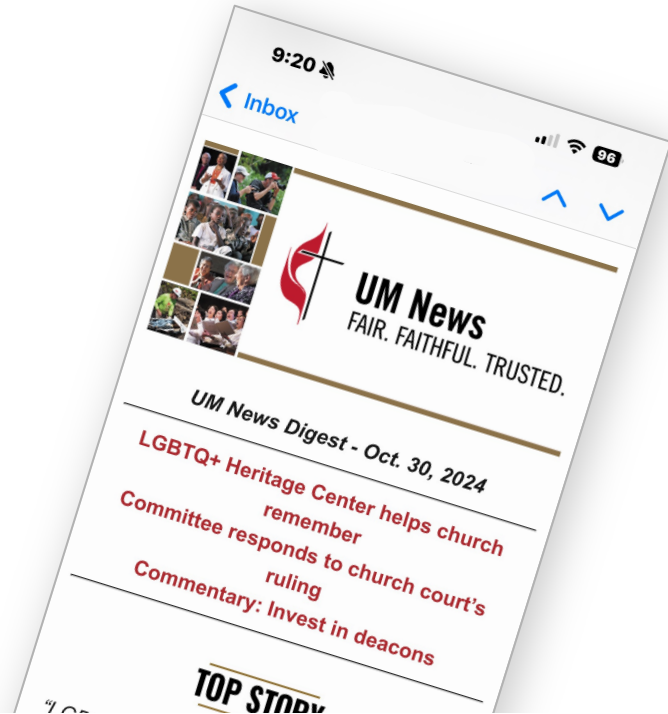 9:20
Inbox
96
UM News
FAIR. FAITHFUL. TRUSTED.
UM News Digest - Oct. 30, 2024
LGBTQ+ Heritage Center helps church
remember
Committee responds to church court's
ruling
Commentary: Invest in deacons
TOP STORY